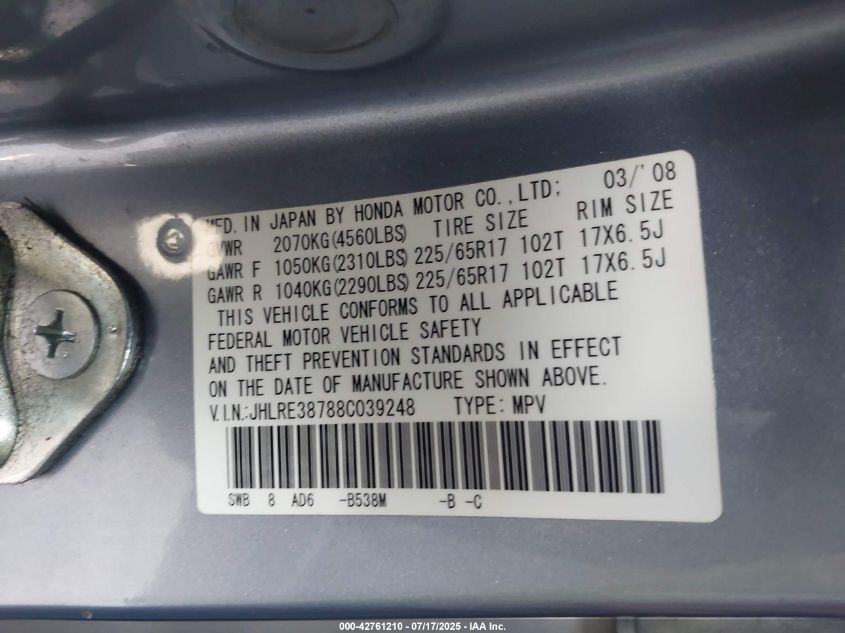 MFD. IN JAPAN BY HONDA MOTOR CO., LTD; 03/'08
GVWR 2070KG(4560LBS) TIRE SIZE RIM SIZE
GAWR F 1050KG(2310LBS) 225/65R17 102T 17X6.5J
GAWR R 1040KG(2290LBS) 225/65R17 102T 17X6.5J
THIS VEHICLE CONFORMS TO ALL APPLICABLE
FEDERAL MOTOR VEHICLE SAFETY
AND THEFT PREVENTION STANDARDS IN EFFECT
ON THE DATE OF MANUFACTURE SHOWN ABOVE.
V.I.N.:JHLRE38788C039248 TYPE: MPV
SWB 8 AD6 -B538M -B -C
000-42761210 - 07/17/2025 - IAA Inc.